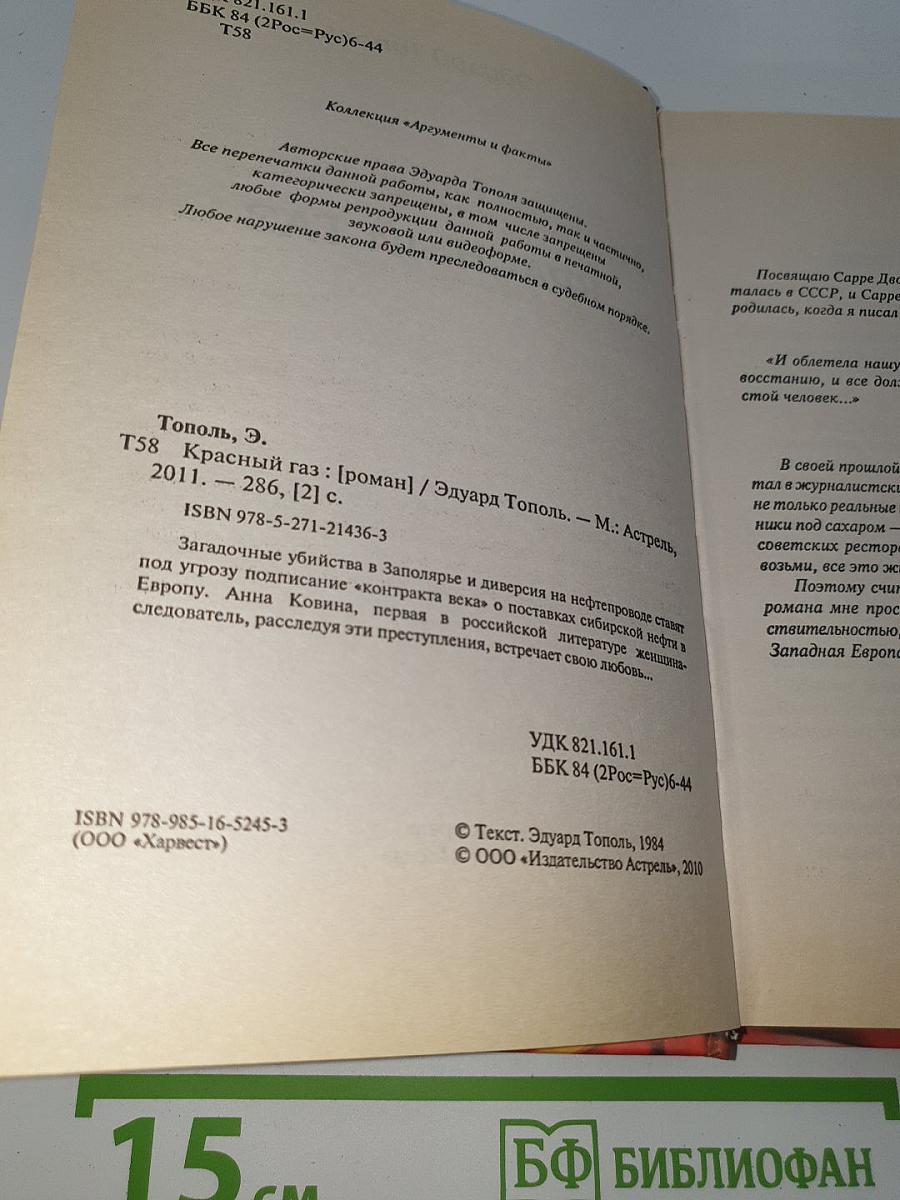 821.161.1
ББК 84 (2Рос=Рус)6-44
Т58
Коллекция «Аргументы и факты»
Авторские права Эдуарда Тополя защищены.
Все перепечатки данной работы, как полностью, так и частично,
категорически запрещены, в том числе запрещены
любые формы репродукции данной работы в печатной,
звуковой или видеоформе.
Любое нарушение закона будет преследоваться в судебном порядке.
Тополь, Э.
Т58 Красный газ : [роман] / Эдуард Тополь. — М.: Астрель,
2011. — 286, [2] с.
ISBN 978-5-271-21436-3
Загадочные убийства в Заполярье и диверсия на нефтепроводе ставят
под угрозу подписание «контракта века» о поставках сибирской нефти в
Европу. Анна Ковина, первая в российской литературе женщина-
следователь, расследуя эти преступления, встречает свою любовь...
УДК 821.161.1
ББК 84 (2Рос=Рус)6-44
ISBN 978-985-16-5245-3
(ООО «Харвест»)
© Текст. Эдуард Тополь, 1984
© ООО «Издательство Астрель», 2010
Посвящаю Сарре Дво
талась в СССР, и Сарре
родилась, когда я писал
«И облетела нашу
восстанию, и все дол
стой человек...»
В своей прошлой
тал в журналистски
не только реальные
ники под сахаром —
советских рестор
возьми, все это ж
Поэтому счит
романа мне прос
ствительностью,
Западная Европ
15 см
БФ БИБЛИОФАН